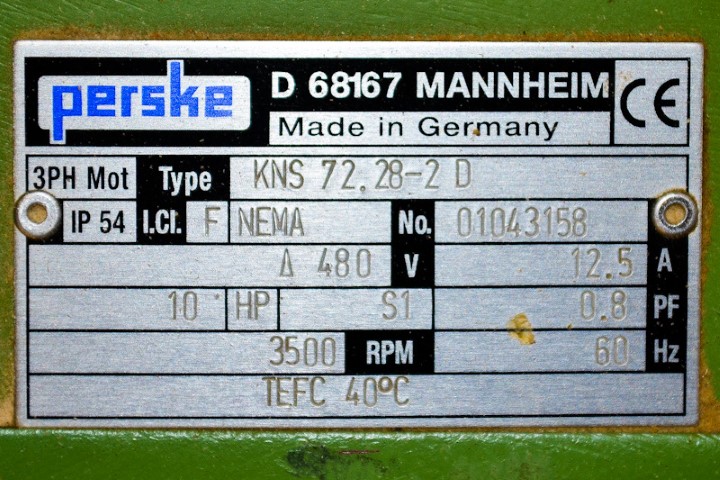 perske D 68167 MANNHEIM CE
Made in Germany
3PH Mot Type KNS 72.28-2 D
IP 54 I.Cl. F NEMA No. 01043158
Δ 480 V 12.5 A
10 HP S1 0.8 PF
3500 RPM 60 Hz
TEFC 40°C